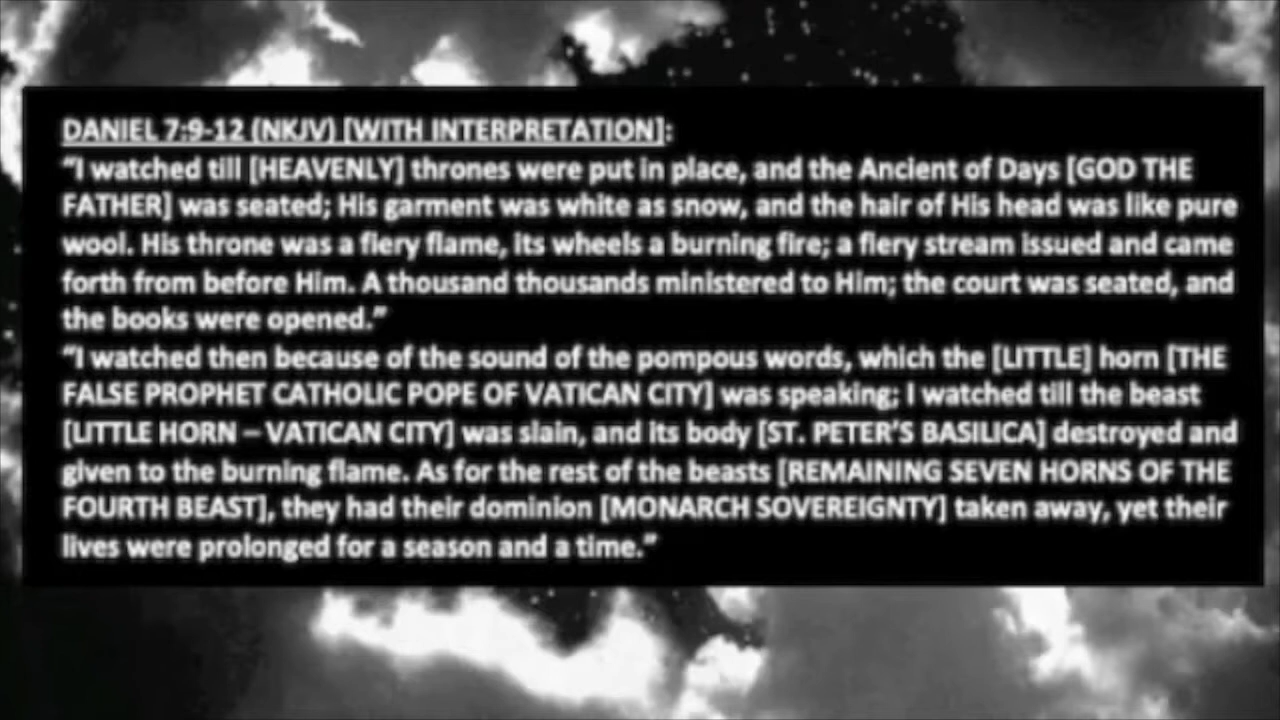 DANIEL 7:9-12 (NKJV) [WITH INTERPRETATION]:
“I watched till [HEAVENLY] thrones were put in place, and the Ancient of Days [GOD THE
FATHER] was seated; His garment was white as snow, and the hair of His head was like pure
wool. His throne was a fiery flame, its wheels a burning fire; a fiery stream issued and came
forth from before Him. A thousand thousands ministered to Him; the court was seated, and
the books were opened.”
“I watched then because of the sound of the pompous words, which the [LITTLE] horn [THE
FALSE PROPHET CATHOLIC POPE OF VATICAN CITY] was speaking; I watched till the beast
[LITTLE HORN – VATICAN CITY] was slain, and its body [ST. PETER’S BASILICA] destroyed and
given to the burning flame. As for the rest of the beasts [REMAINING SEVEN HORNS OF THE
FOURTH BEAST], they had their dominion [MONARCH SOVEREIGNTY] taken away, yet their
lives were prolonged for a season and a time.”